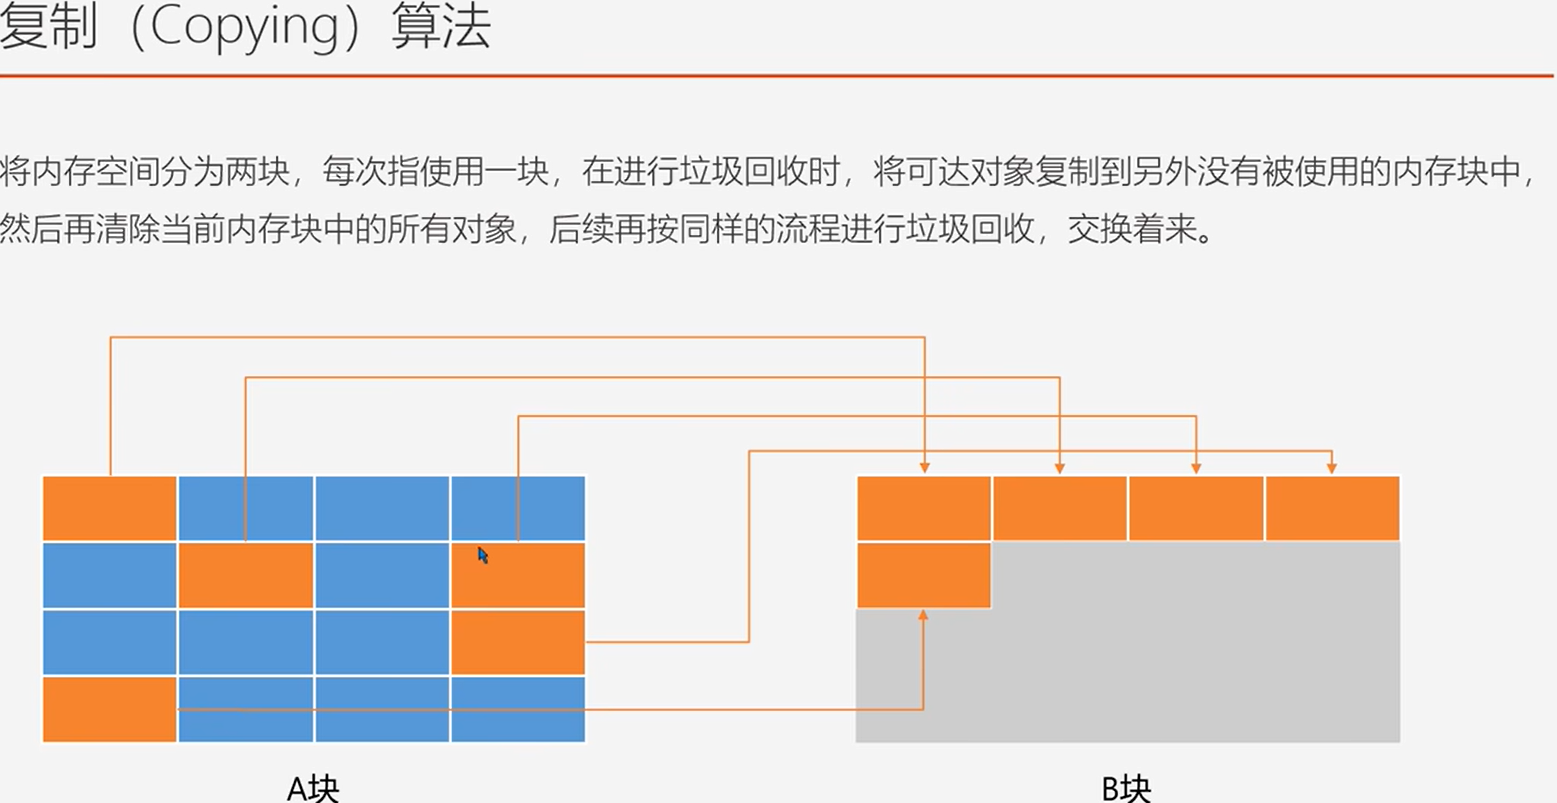 复制（Copying）算法
将内存空间分为两块，每次指使用一块，在进行垃圾回收时，将可达对象复制到另外没有被使用的内存块中，
然后再清除当前内存块中的所有对象，后续再按同样的流程进行垃圾回收，交换着来。
A块
B块